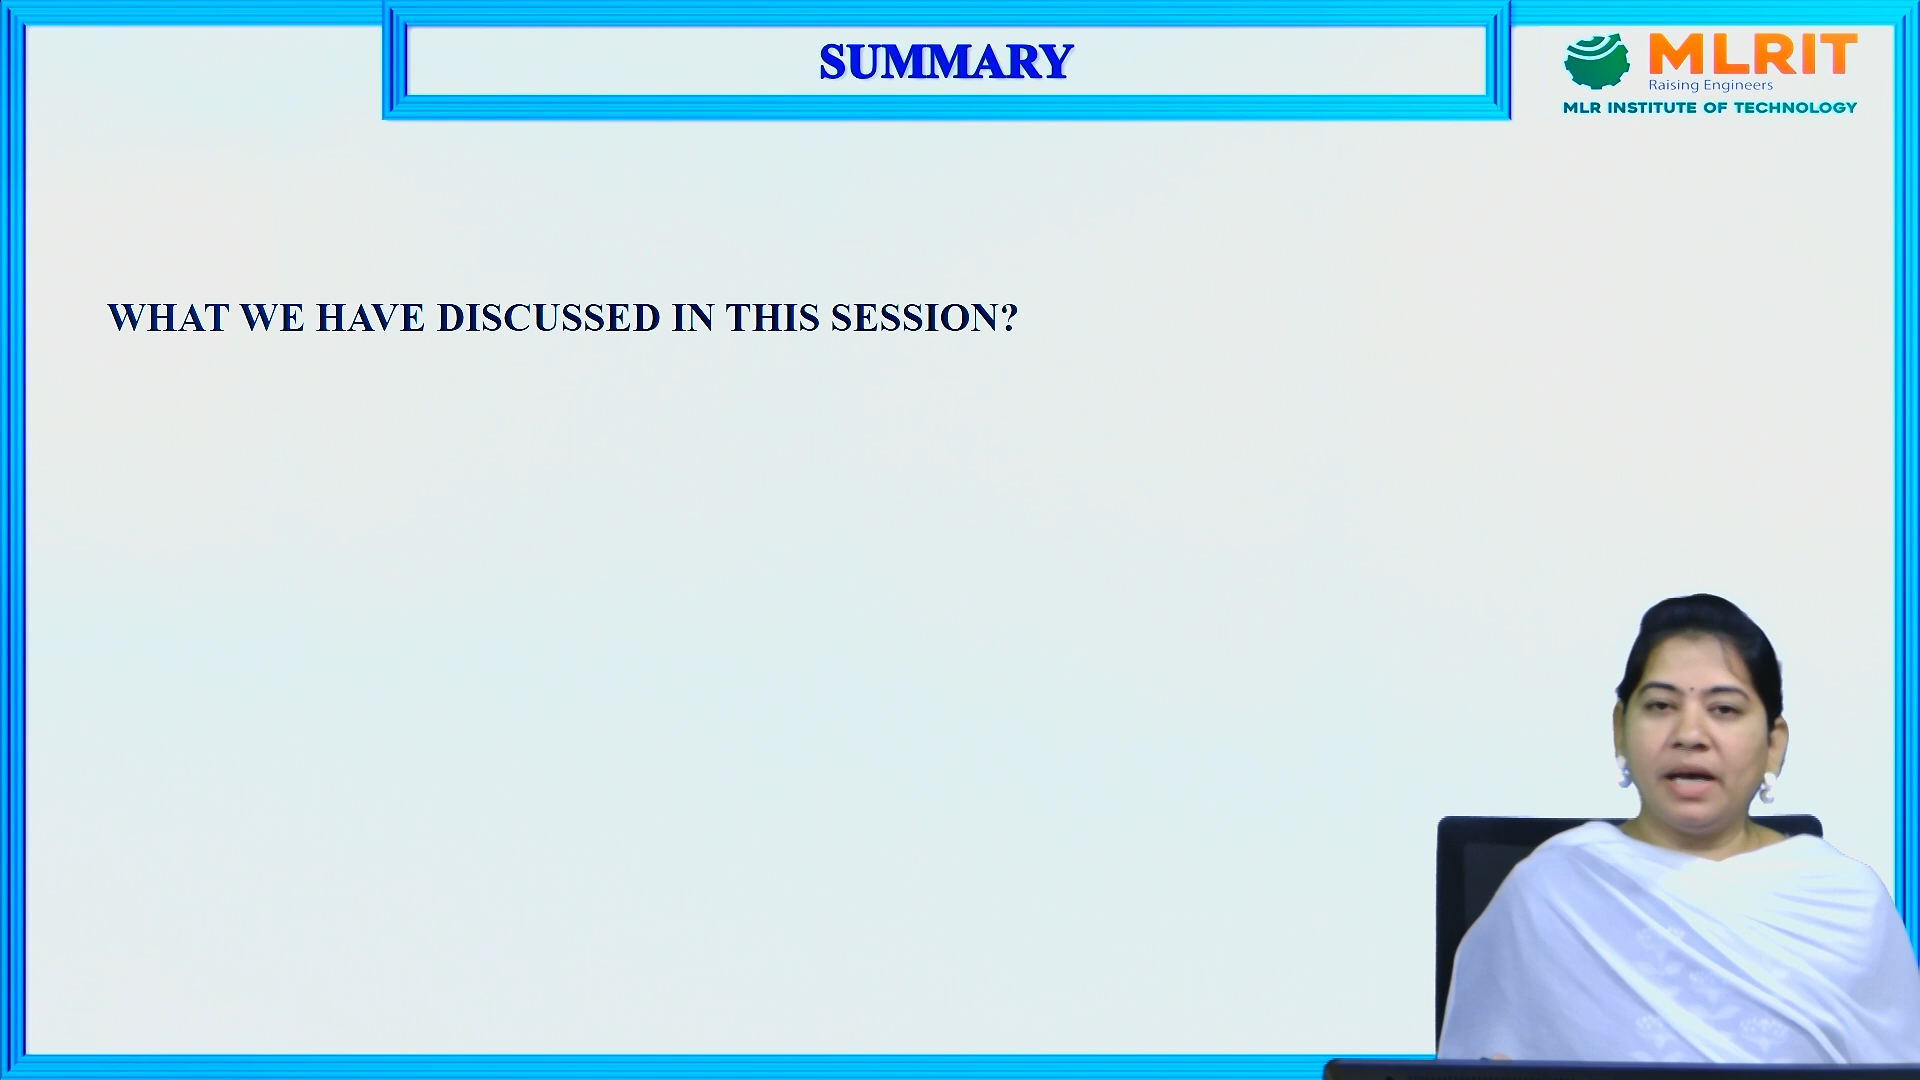 SUMMARY
MLRIT
Raising Engineers
MLR INSTITUTE OF TECHNOLOGY
WHAT WE HAVE DISCUSSED IN THIS SESSION?